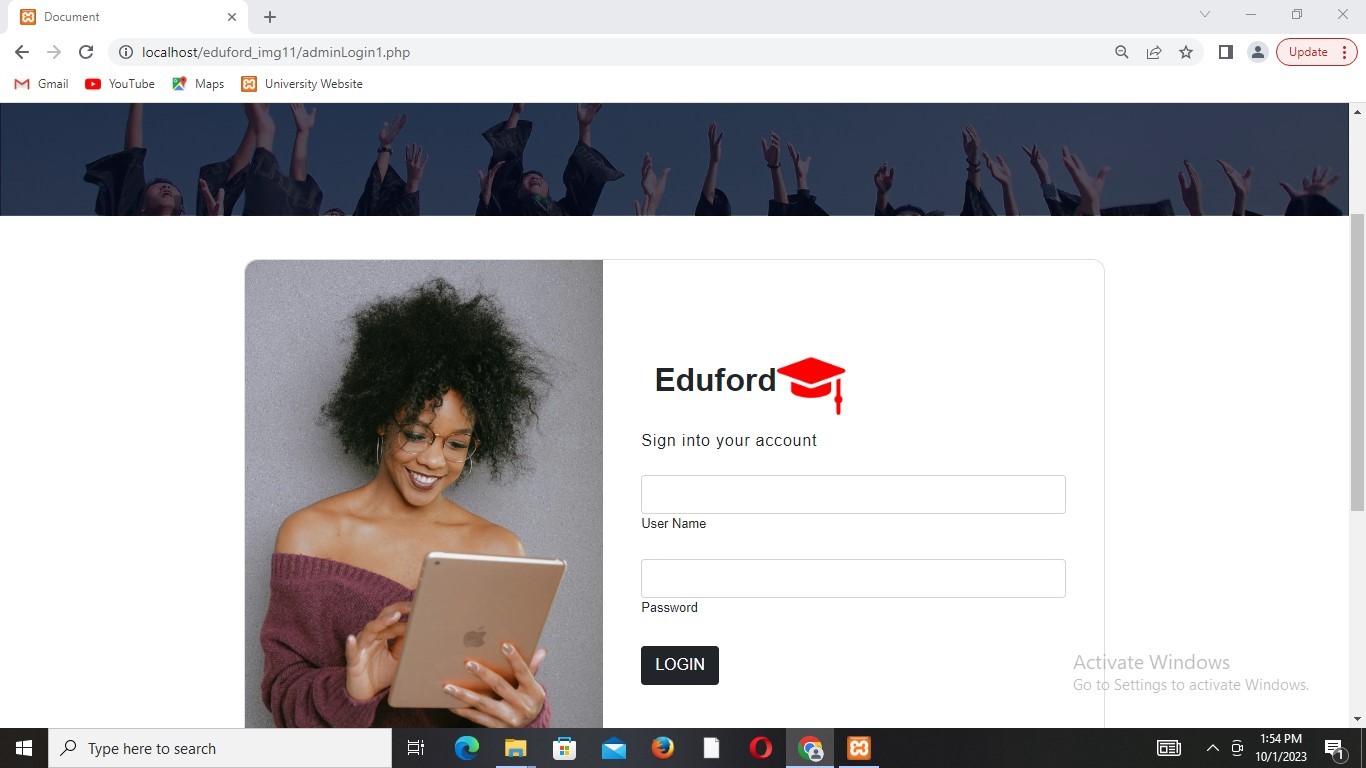 Document
localhost/eduford_img11/adminLogin1.php
Update
Gmail YouTube Maps University Website
Eduford
Sign into your account
User Name
Password
LOGIN
Activate Windows
Go to Settings to activate Windows.
Type here to search
1:54 PM
10/1/2023
1